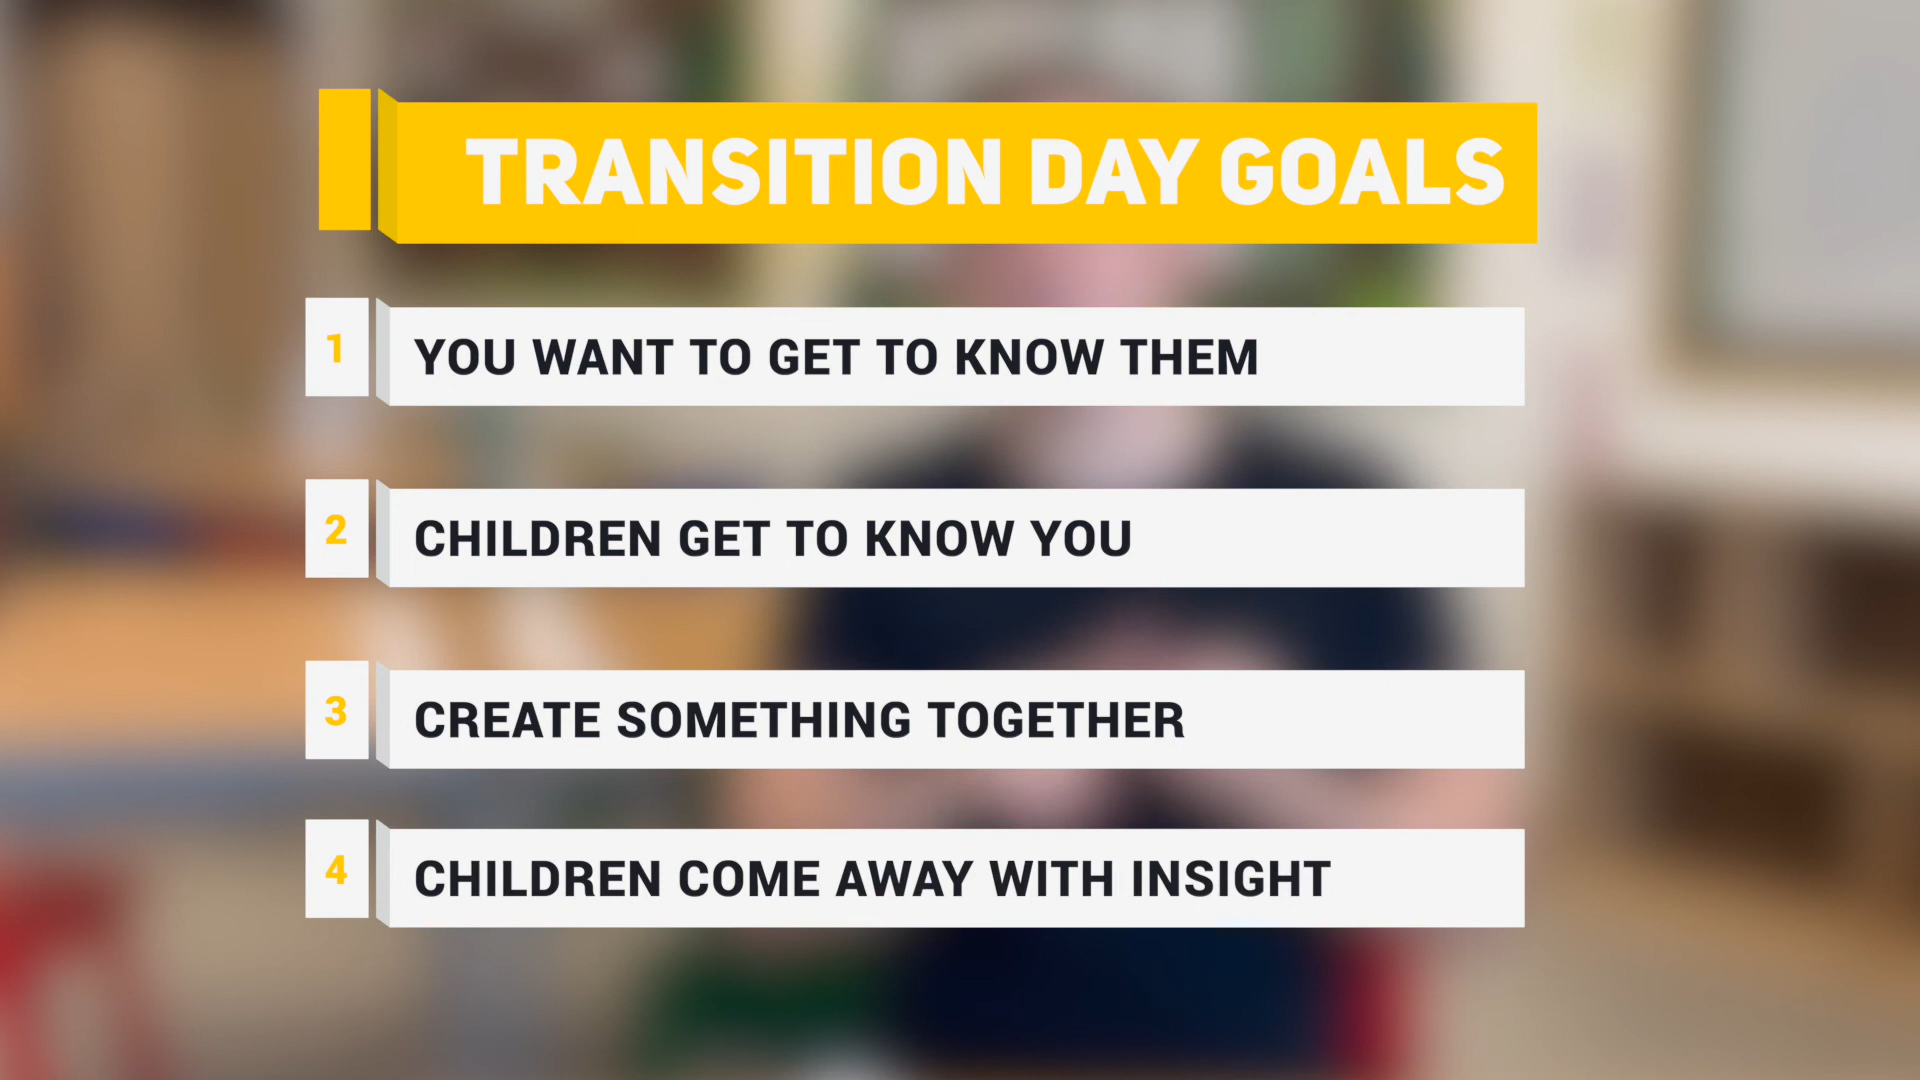 TRANSITION DAY GOALS
1 YOU WANT TO GET TO KNOW THEM
2 CHILDREN GET TO KNOW YOU
3 CREATE SOMETHING TOGETHER
4 CHILDREN COME AWAY WITH INSIGHT